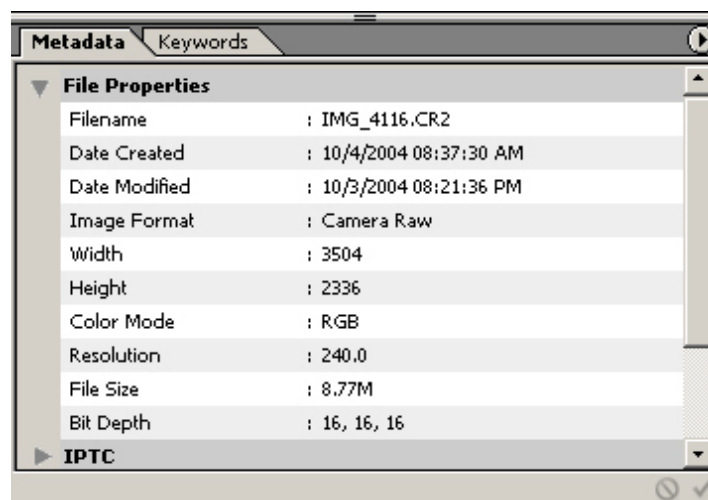 Metadata Keywords
File Properties
Filename : IMG_4116.CR2
Date Created : 10/4/2004 08:37:30 AM
Date Modified : 10/3/2004 08:21:36 PM
Image Format : Camera Raw
Width : 3504
Height : 2336
Color Mode : RGB
Resolution : 240.0
File Size : 8.77M
Bit Depth : 16, 16, 16
IPTC